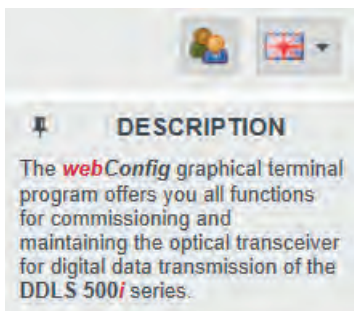 DESCRIPTION
The webConfig graphical terminal
program offers you all functions
for commissioning and
maintaining the optical transceiver
for digital data transmission of the
DDLS 500i series.